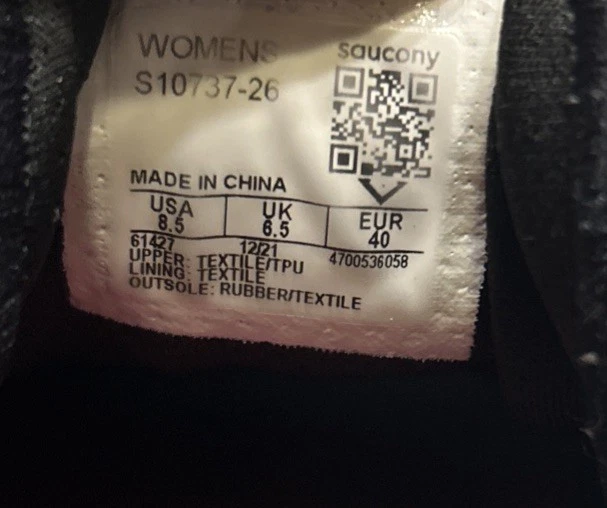 WOMENS
saucony
S10737-26
MADE IN CHINA
USA UK EUR
8.5 6.5 40
61427 12/21 4700536058
UPPER: TEXTILE/TPU
LINING: TEXTILE
OUTSOLE: RUBBER/TEXTILE